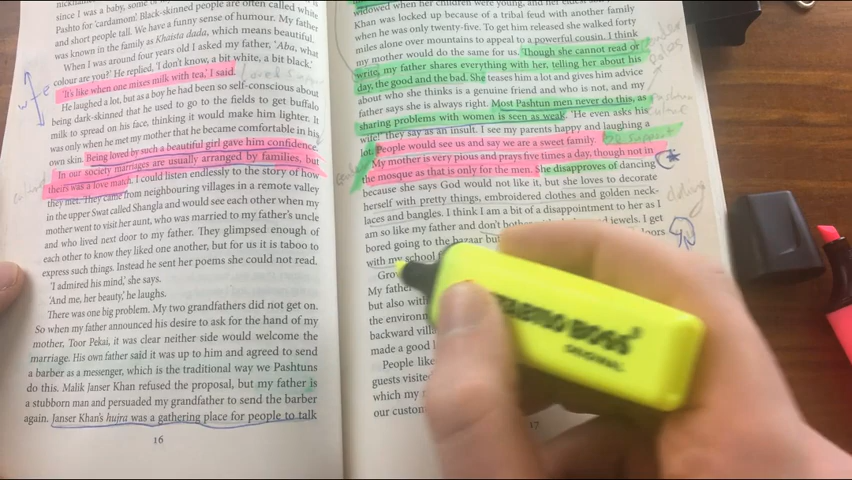 since I was a baby, some of
Pashto for 'cardamom'. Black-skinned people are often called white
and short people tall. We have a funny sense of humour. My father
was known in the family as Khaista dada, which means beautiful.
When I was around four years old I asked my father, 'Aba, what
colour are you?' He replied, 'I don't know, a bit white, a bit black.'
'It's like when one mixes milk with tea,' I said.
He laughed a lot, but as a boy he had been so self-conscious about
being dark-skinned that he used to go to the fields to get buffalo
milk to spread on his face, thinking it would make him lighter. It
was only when he met my mother that he became comfortable in his
own skin. Being loved by such a beautiful girl gave him confidence.
In our society marriages are usually arranged by families, but
theirs was a love match. I could listen endlessly to the story of how
they met. They came from neighbouring villages in a remote valley
in the upper Swat called Shangla and would see each other when my
mother went to visit her aunt, who was married to my father's uncle
and who lived next door to my father. They glimpsed enough of
each other to know they liked one another, but for us it is taboo to
express such things. Instead he sent her poems she could not read.
'I admired his mind,' she says.
'And me, her beauty,' he laughs.
There was one big problem. My two grandfathers did not get on.
So when my father announced his desire to ask for the hand of my
mother, Toor Pekai, it was clear neither side would welcome the
marriage. His own father said it was up to him and agreed to send
a barber as a messenger, which is the traditional way we Pashtuns
do this. Malik Janser Khan refused the proposal, but my father is
a stubborn man and persuaded my grandfather to send the barber
again. Janser Khan's hujra was a gathering place for people to talk
16
widowed when her children were young, and her
Khan was locked up because of a tribal feud with another family
when he was only twenty-five. To get him released she walked forty
miles alone over mountains to appeal to a powerful cousin. I think
my mother would do the same for us. Though she cannot read or
write, my father shares everything with her, telling her about his
day, the good and the bad. She teases him a lot and gives him advice
about who she thinks is a genuine friend and who is not, and my
father says she is always right. Most Pashtun men never do this, as
sharing problems with women is seen as weak. 'He even asks his
wife!' they say as an insult. I see my parents happy and laughing a
lot. People would see us and say we are a sweet family.
My mother is very pious and prays five times a day, though not in
the mosque as that is only for the men. She disapproves of dancing
because she says God would not like it, but she loves to decorate
herself with pretty things, embroidered clothes and golden neck-
laces and bangles. I think I am a bit of a disappointment to her as I
am so like my father and don't bother with clothes and jewels. I get
bored going to the bazaar but
with my school
My father
but also with
the environ
backward vill
made a good
People like
guests visited
which my
our custom
17
STABILO BOSS
ORIGINAL